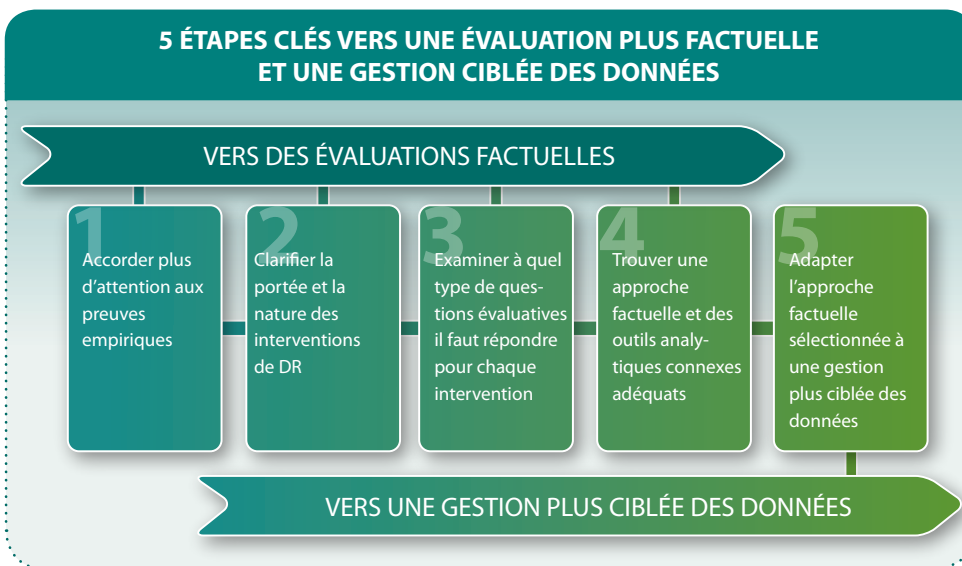 5 ÉTAPES CLÉS VERS UNE ÉVALUATION PLUS FACTUELLE
ET UNE GESTION CIBLÉE DES DONNÉES
VERS DES ÉVALUATIONS FACTUELLES
1
Accorder plus
d’attention aux
preuves
empiriques
2
Clarifier la
portée et la
nature des
interventions
de DR
3
Examiner à quel
type de ques-
tions évaluatives
il faut répondre
pour chaque
intervention
4
Trouver une
approche
factuelle et des
outils analy-
tiques connexes
adéquats
5
Adapter
l’approche
factuelle
sélectionnée à
une gestion
plus ciblée des
données
VERS UNE GESTION PLUS CIBLÉE DES DONNÉES